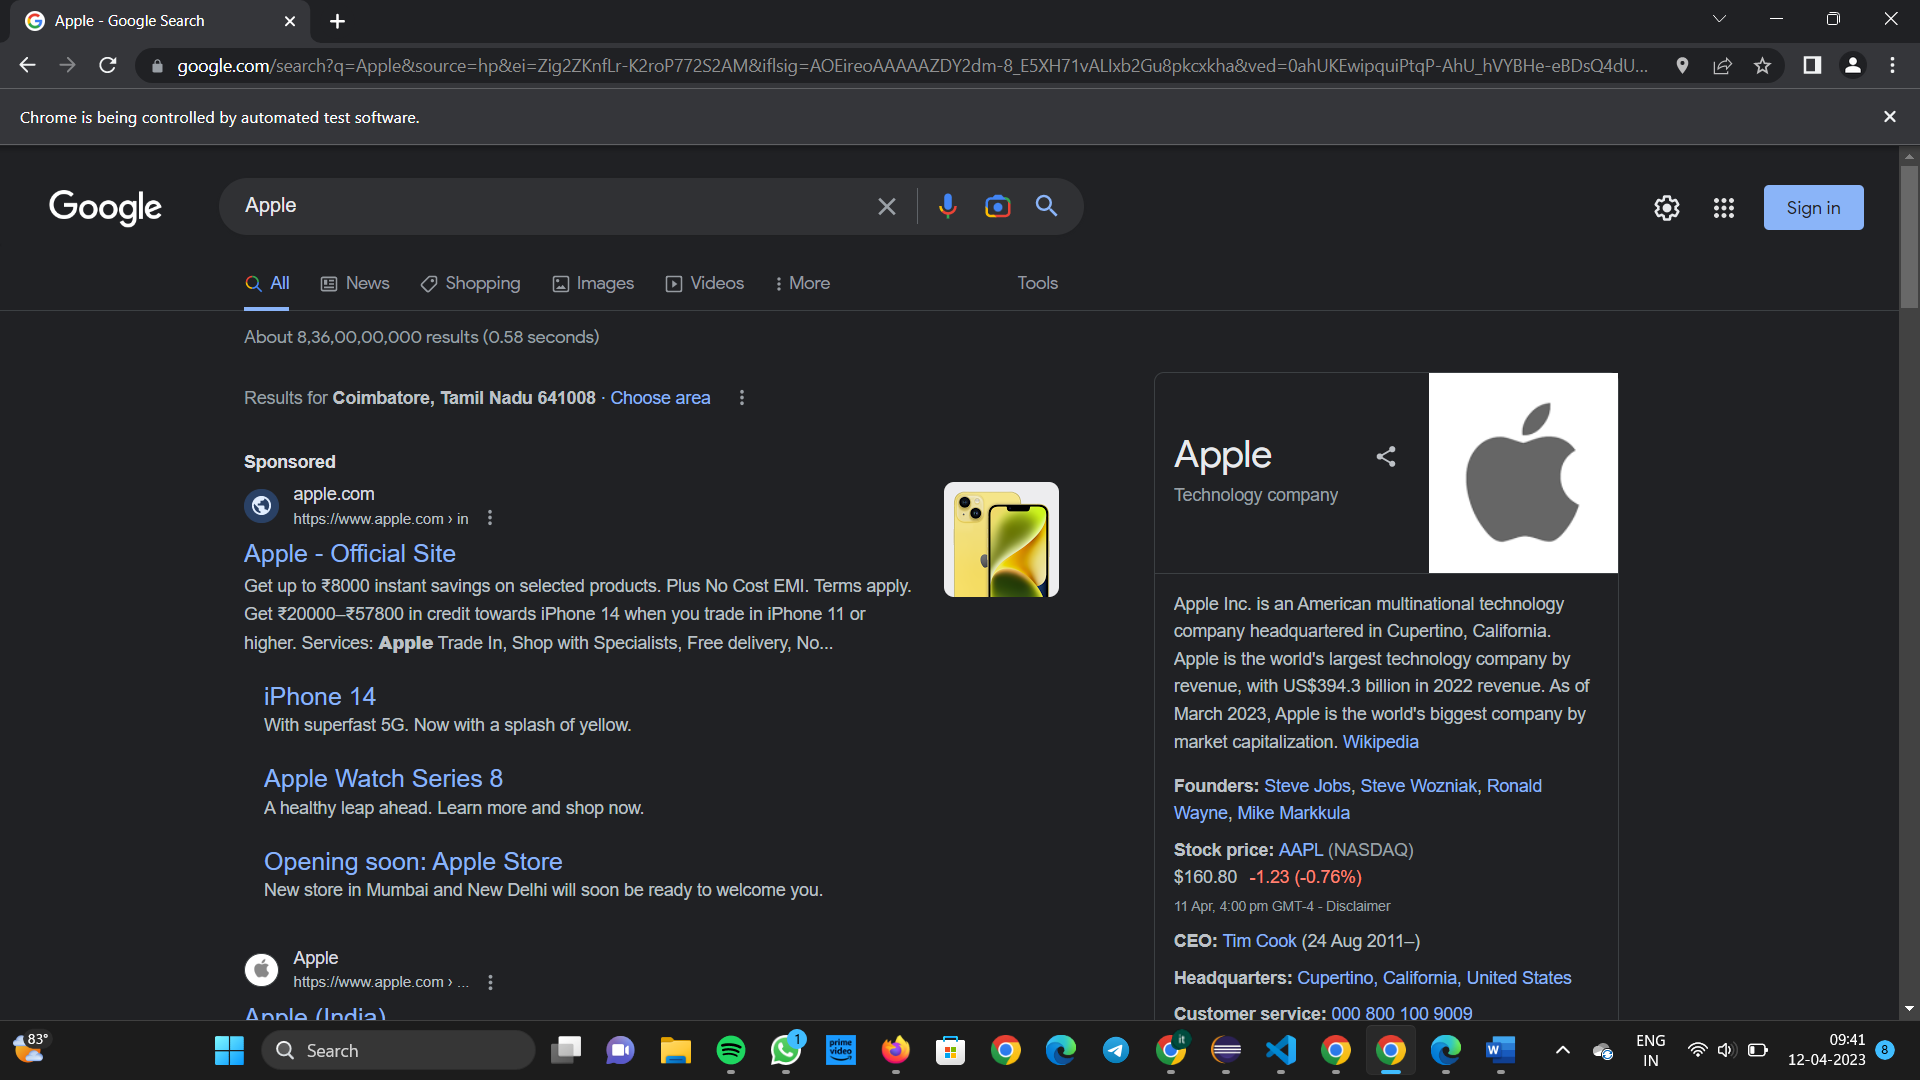 Apple - Google Search
google.com/search?q=Apple&source=hp&ei=Zig2ZKnfLr-K2roP772S2AM&iflsig=AOEireoAAAAAZDY2dm-8_E5XH71vALIxb2Gu8pkcxkha&ved=0ahUKEwipquiPtqP-AhU_hVYBHe-eBDsQ4dU...
Chrome is being controlled by automated test software.
Google
Apple
Sign in
All
News
Shopping
Images
Videos
More
Tools
About 8,36,00,00,000 results (0.58 seconds)
Results for Coimbatore, Tamil Nadu 641008 · Choose area
Sponsored
apple.com
https://www.apple.com › in
Apple - Official Site
Get up to ₹8000 instant savings on selected products. Plus No Cost EMI. Terms apply.
Get ₹20000–₹57800 in credit towards iPhone 14 when you trade in iPhone 11 or
higher. Services: Apple Trade In, Shop with Specialists, Free delivery, No...
iPhone 14
With superfast 5G. Now with a splash of yellow.
Apple Watch Series 8
A healthy leap ahead. Learn more and shop now.
Opening soon: Apple Store
New store in Mumbai and New Delhi will soon be ready to welcome you.
Apple
https://www.apple.com › ...
Apple (India)
Apple
Technology company
Apple Inc. is an American multinational technology
company headquartered in Cupertino, California.
Apple is the world's largest technology company by
revenue, with US$394.3 billion in 2022 revenue. As of
March 2023, Apple is the world's biggest company by
market capitalization. Wikipedia
Founders: Steve Jobs, Steve Wozniak, Ronald
Wayne, Mike Markkula
Stock price: AAPL (NASDAQ)
$160.80 -1.23 (-0.76%)
11 Apr, 4:00 pm GMT-4 - Disclaimer
CEO: Tim Cook (24 Aug 2011–)
Headquarters: Cupertino, California, United States
Customer service: 000 800 100 9009
83°
Search
1
prime
video
it
W
ENG
IN
09:41
12-04-2023
8